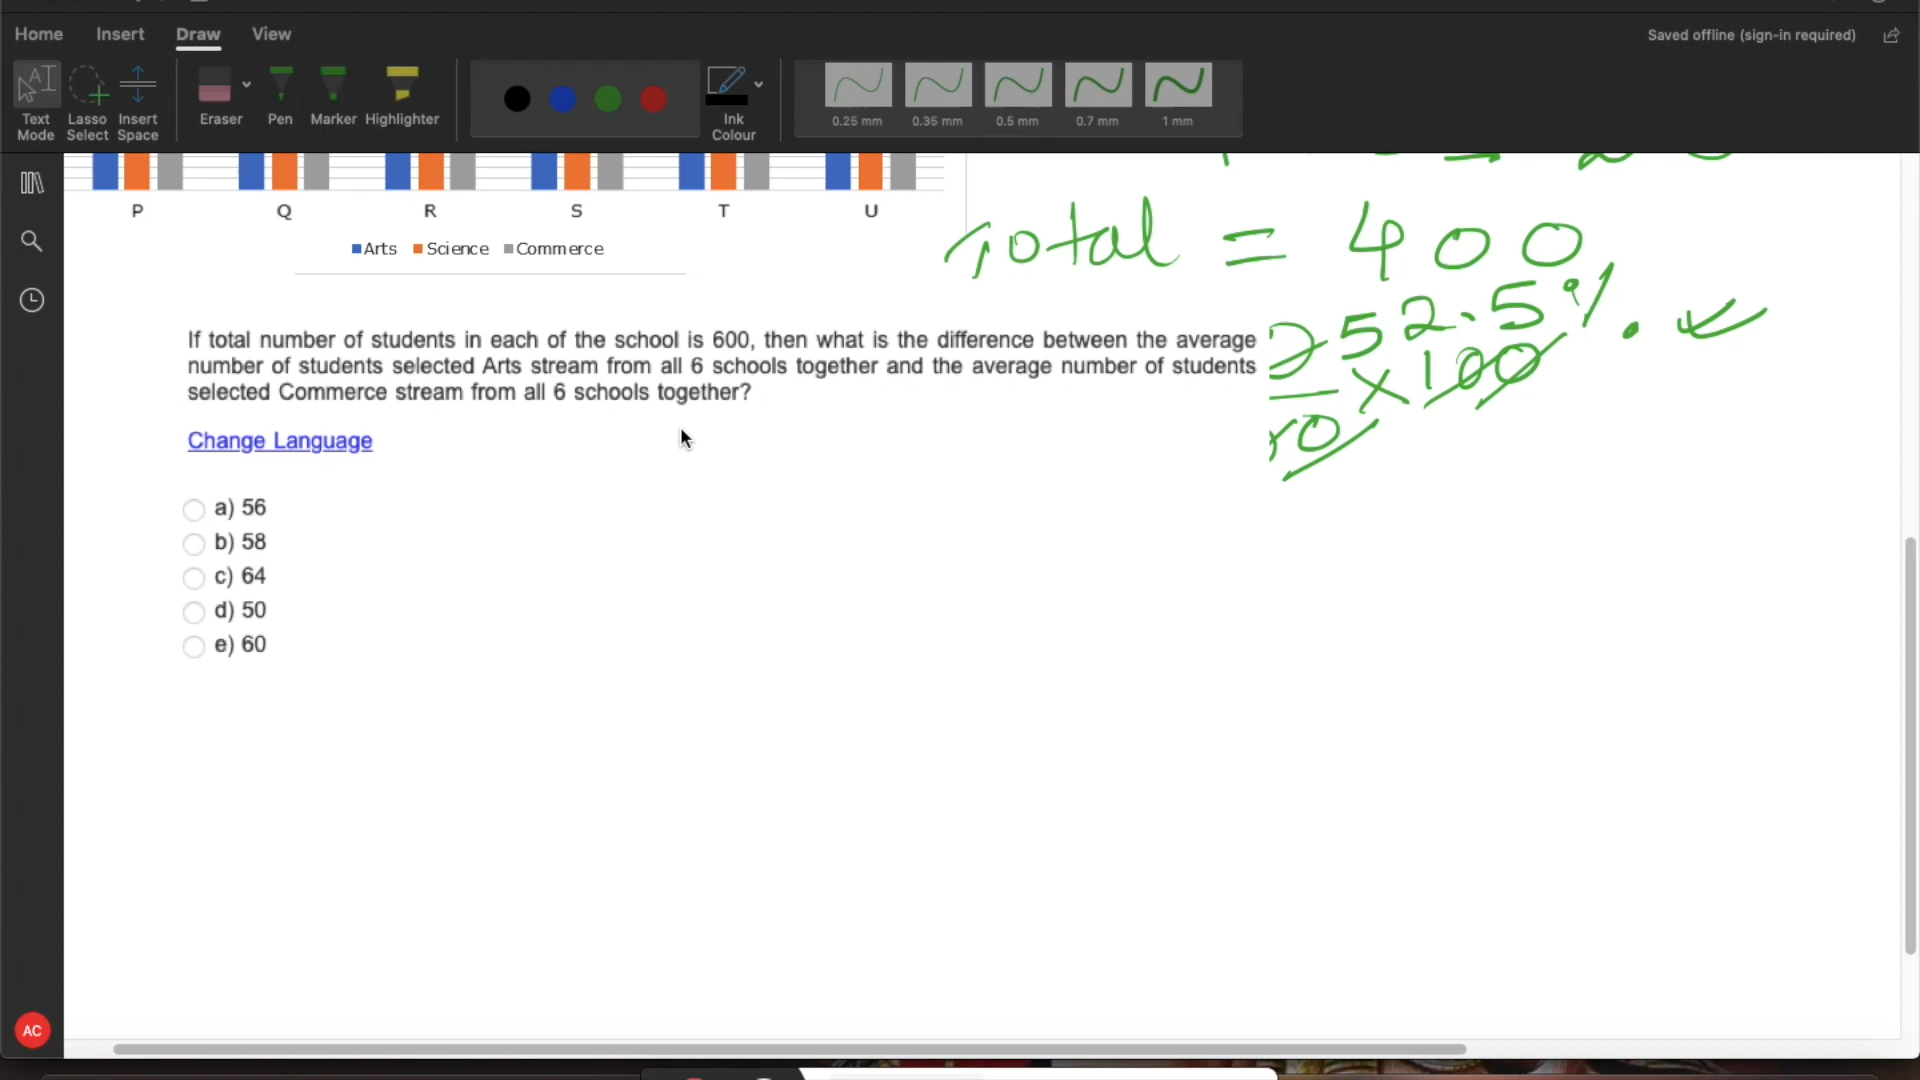 Home Insert Draw View
Saved offline (sign-in required)
Text Mode
Lasso Select
Insert Space
Eraser
Pen
Marker
Highlighter
Ink Colour
0.25 mm
0.35 mm
0.5 mm
0.7 mm
1 mm
P Q R S T U
Arts Science Commerce
Total = 400
52.5%.
×100
If total number of students in each of the school is 600, then what is the difference between the average
number of students selected Arts stream from all 6 schools together and the average number of students
selected Commerce stream from all 6 schools together?
Change Language
a) 56
b) 58
c) 64
d) 50
e) 60
AC